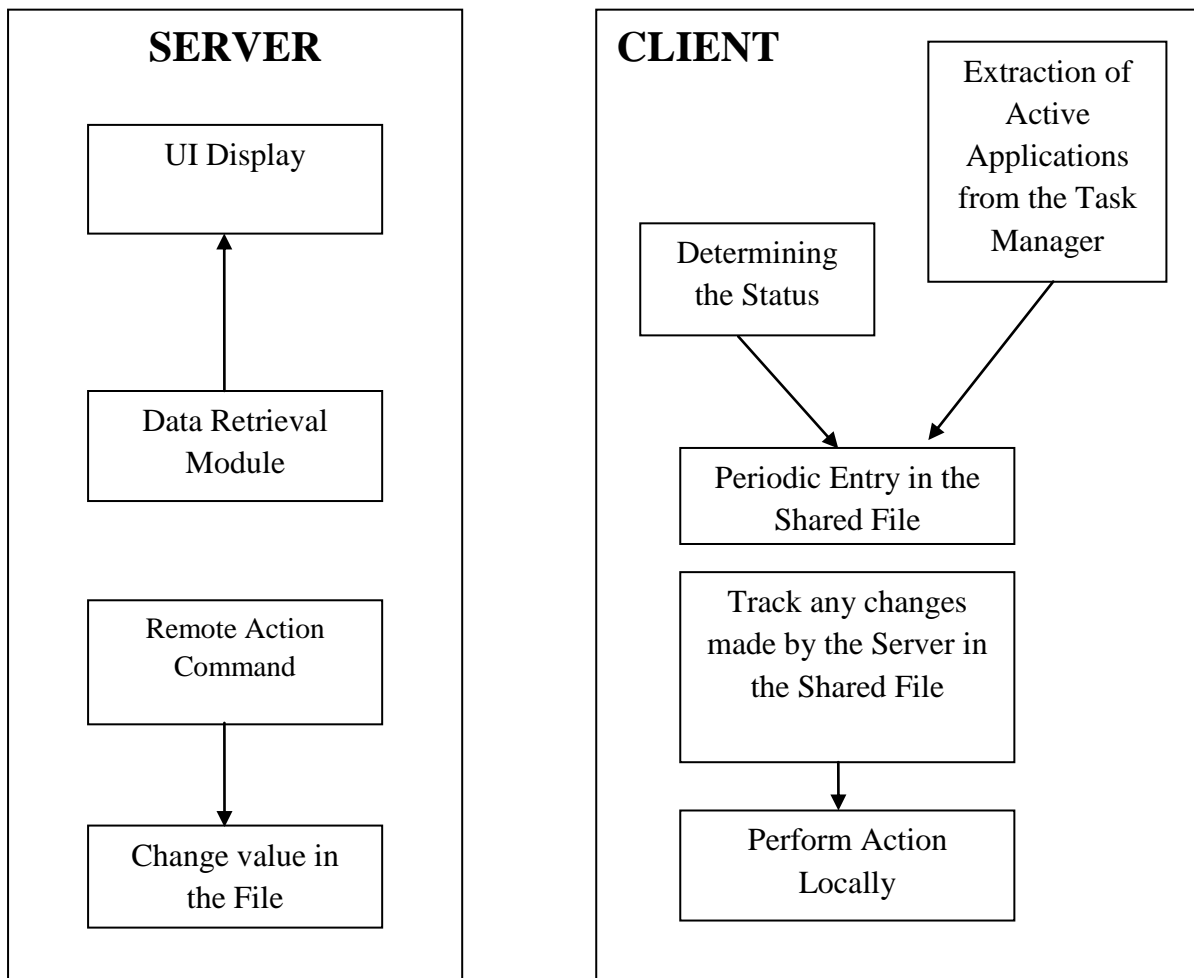 SERVER
UI Display
Data Retrieval
Module
Remote Action
Command
Change value in
the File
CLIENT
Extraction of
Active
Applications
from the Task
Manager
Determining
the Status
Periodic Entry in the
Shared File
Track any changes
made by the Server in
the Shared File
Perform Action
Locally